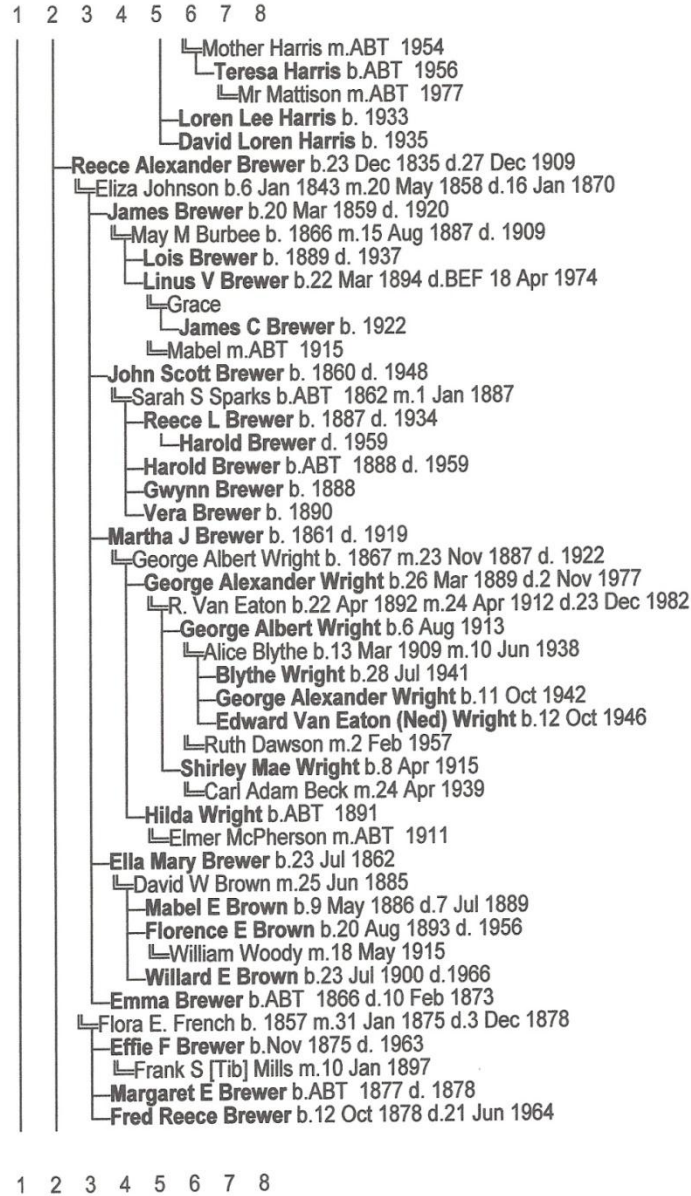 1 2 3 4 5 6 7 8
Mother Harris m.ABT 1954
Teresa Harris b.ABT 1956
Mr Mattison m.ABT 1977
Loren Lee Harris b. 1933
David Loren Harris b. 1935
Reece Alexander Brewer b.23 Dec 1835 d.27 Dec 1909
Eliza Johnson b.6 Jan 1843 m.20 May 1858 d.16 Jan 1870
James Brewer b.20 Mar 1859 d. 1920
May M Burbee b. 1866 m.15 Aug 1887 d. 1909
Lois Brewer b. 1889 d. 1937
Linus V Brewer b.22 Mar 1894 d.BEF 18 Apr 1974
Grace
James C Brewer b. 1922
Mabel m.ABT 1915
John Scott Brewer b. 1860 d. 1948
Sarah S Sparks b.ABT 1862 m.1 Jan 1887
Reece L Brewer b. 1887 d. 1934
Harold Brewer d. 1959
Harold Brewer b.ABT 1888 d. 1959
Gwynn Brewer b. 1888
Vera Brewer b. 1890
Martha J Brewer b. 1861 d. 1919
George Albert Wright b. 1867 m.23 Nov 1887 d. 1922
George Alexander Wright b.26 Mar 1889 d.2 Nov 1977
R. Van Eaton b.22 Apr 1892 m.24 Apr 1912 d.23 Dec 1982
George Albert Wright b.6 Aug 1913
Alice Blythe b.13 Mar 1909 m.10 Jun 1938
Blythe Wright b.28 Jul 1941
George Alexander Wright b.11 Oct 1942
Edward Van Eaton (Ned) Wright b.12 Oct 1946
Ruth Dawson m.2 Feb 1957
Shirley Mae Wright b.8 Apr 1915
Carl Adam Beck m.24 Apr 1939
Hilda Wright b.ABT 1891
Elmer McPherson m.ABT 1911
Ella Mary Brewer b.23 Jul 1862
David W Brown m.25 Jun 1885
Mabel E Brown b.9 May 1886 d.7 Jul 1889
Florence E Brown b.20 Aug 1893 d. 1956
William Woody m.18 May 1915
Willard E Brown b.23 Jul 1900 d.1966
Emma Brewer b.ABT 1866 d.10 Feb 1873
Flora E. French b. 1857 m.31 Jan 1875 d.3 Dec 1878
Effie F Brewer b.Nov 1875 d. 1963
Frank S [Tib] Mills m.10 Jan 1897
Margaret E Brewer b.ABT 1877 d. 1878
Fred Reece Brewer b.12 Oct 1878 d.21 Jun 1964
1 2 3 4 5 6 7 8